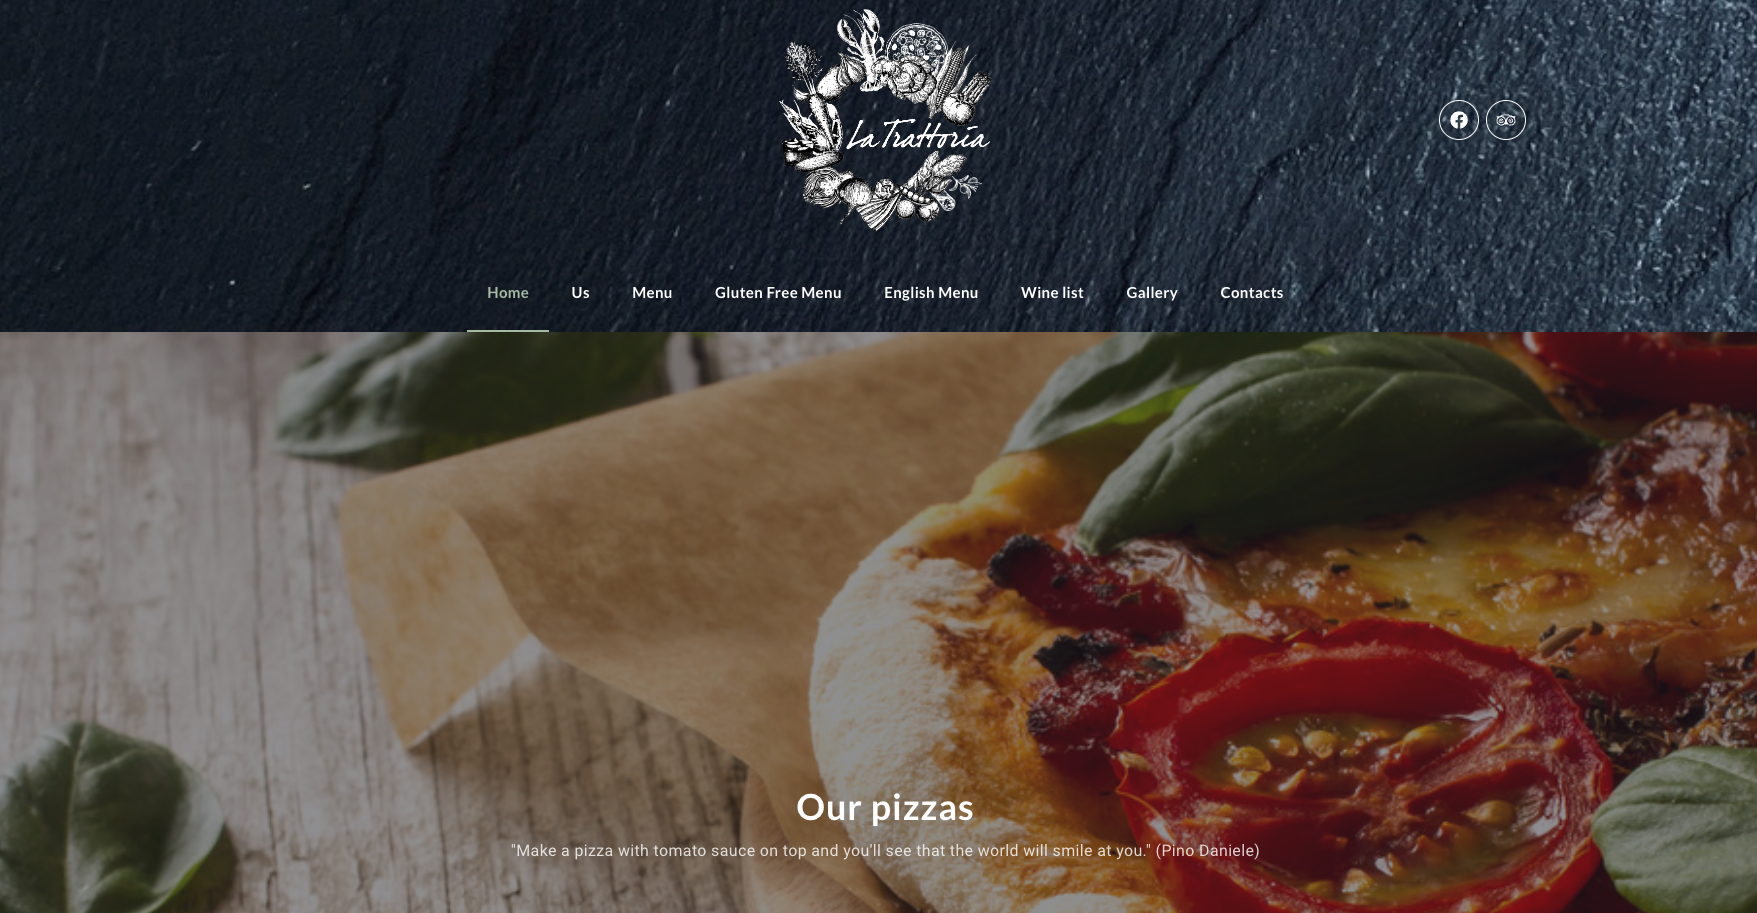 La Trattoria
Home Us Menu Gluten Free Menu English Menu Wine list Gallery Contacts
Our pizzas
"Make a pizza with tomato sauce on top and you'll see that the world will smile at you." (Pino Daniele)